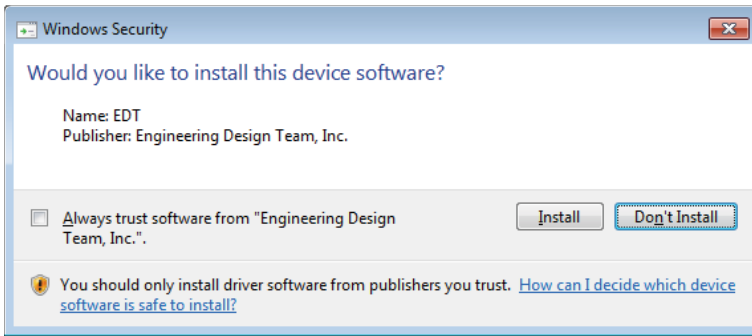 Windows Security
Would you like to install this device software?
Name: EDT
Publisher: Engineering Design Team, Inc.
Always trust software from "Engineering Design
Team, Inc.".
Install
Don't Install
You should only install driver software from publishers you trust. How can I decide which device
software is safe to install?